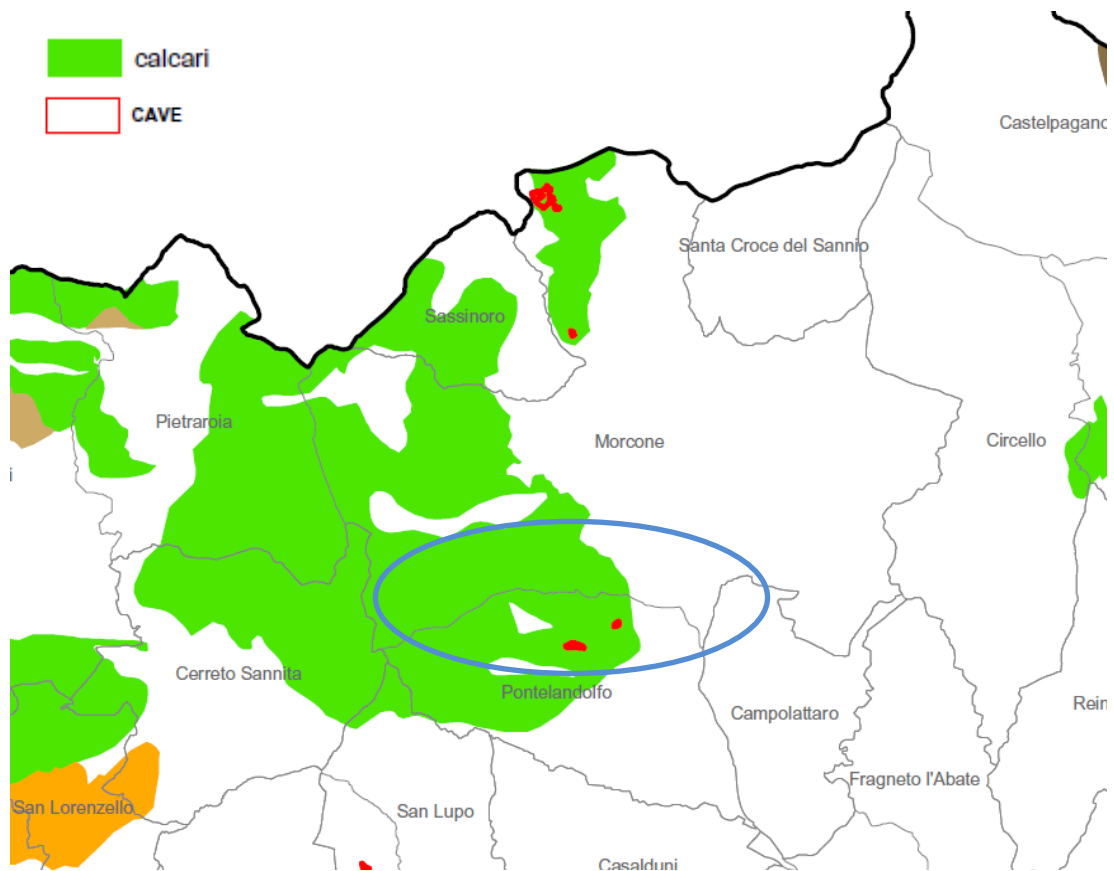 calcari
CAVE
Castelpagano
Santa Croce del Sannio
Sassinoro
Pietraroia
Morcone
Circello
i
Cerreto Sannita
Pontelandolfo
Campolattaro
Rein
Fragneto l'Abate
San Lorenzello
San Lupo
Casalduni